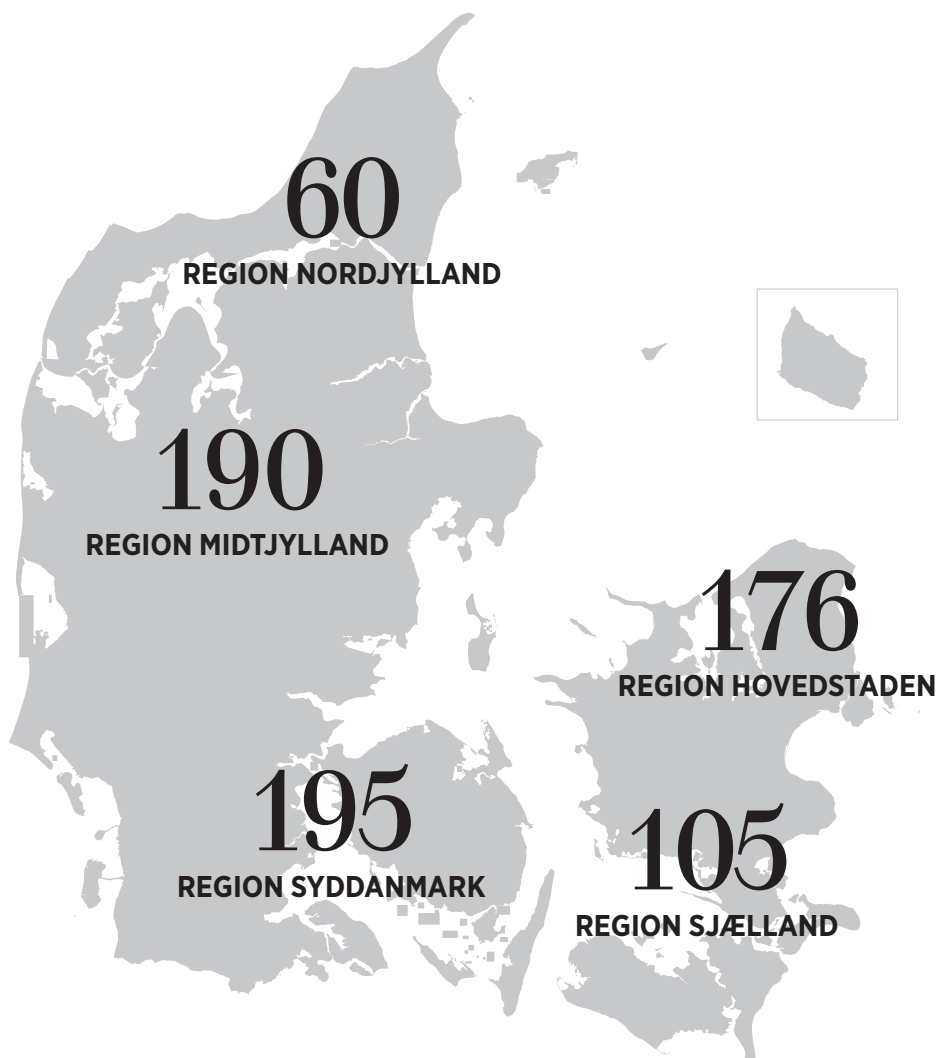 60
REGION NORDJYLLAND
190
REGION MIDTJYLLAND
176
REGION HOVEDSTADEN
195
REGION SYDDANMARK
105
REGION SJÆLLAND